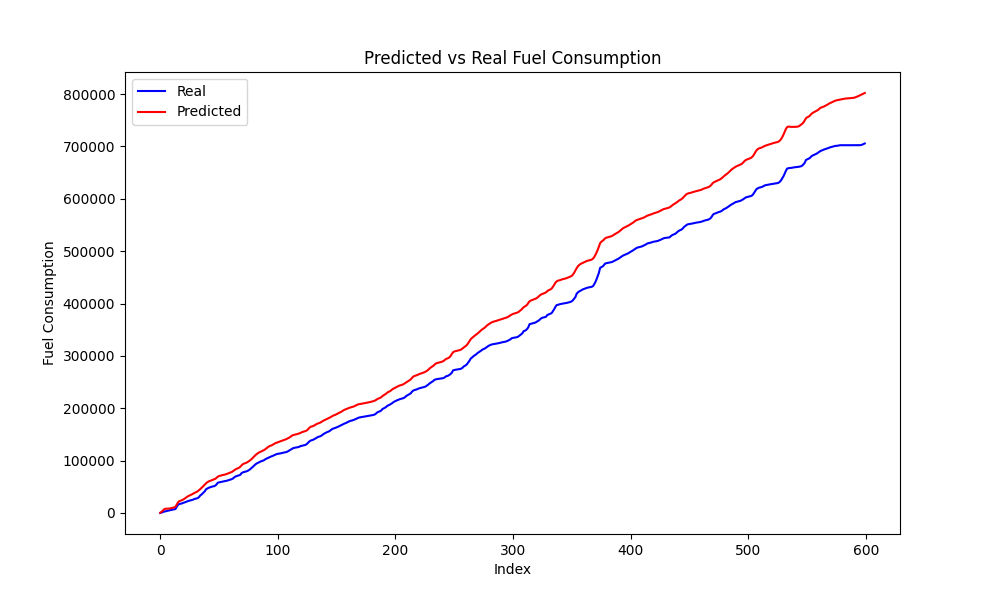 Predicted vs Real Fuel Consumption
Real
Predicted
800000
700000
600000
500000
400000
300000
200000
100000
0
Fuel Consumption
0 100 200 300 400 500 600
Index